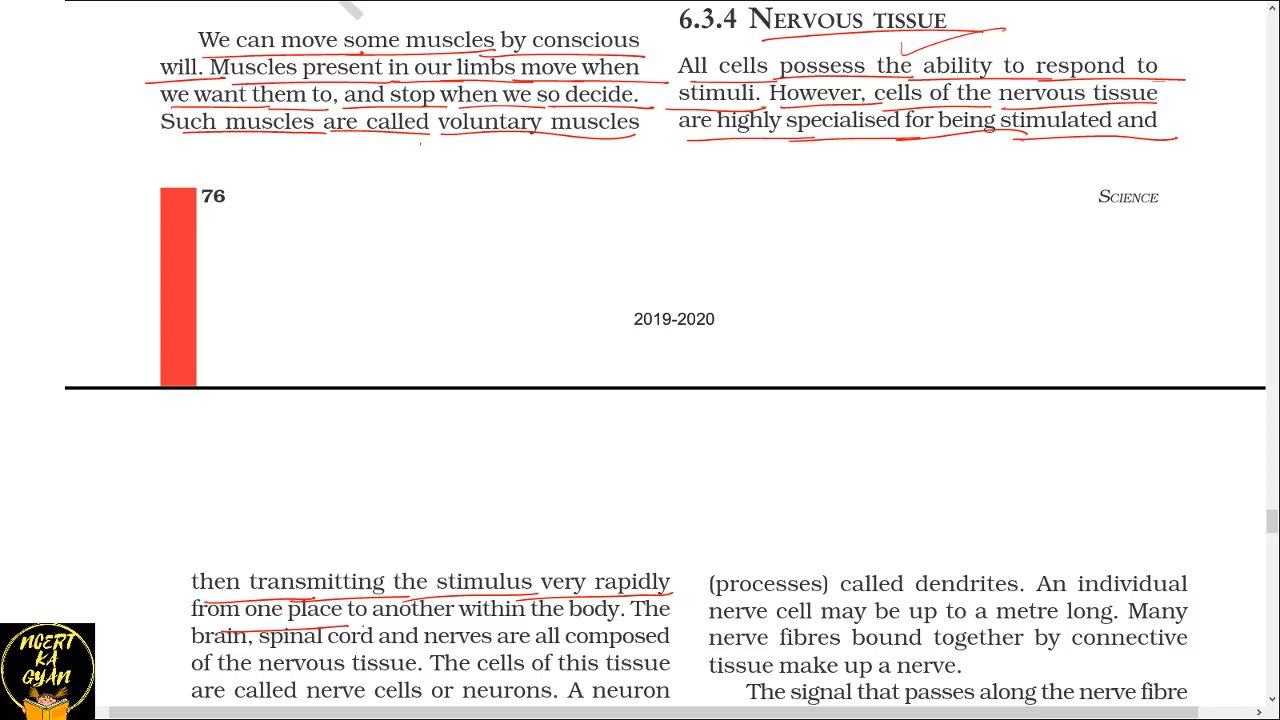 We can move some muscles by conscious
will. Muscles present in our limbs move when
we want them to, and stop when we so decide.
Such muscles are called voluntary muscles
6.3.4 NERVOUS TISSUE
All cells possess the ability to respond to
stimuli. However, cells of the nervous tissue
are highly specialised for being stimulated and
76
SCIENCE
2019-2020
then transmitting the stimulus very rapidly
from one place to another within the body. The
brain, spinal cord and nerves are all composed
of the nervous tissue. The cells of this tissue
are called nerve cells or neurons. A neuron
(processes) called dendrites. An individual
nerve cell may be up to a metre long. Many
nerve fibres bound together by connective
tissue make up a nerve.
The signal that passes along the nerve fibre
NCERT
KA
GYAN